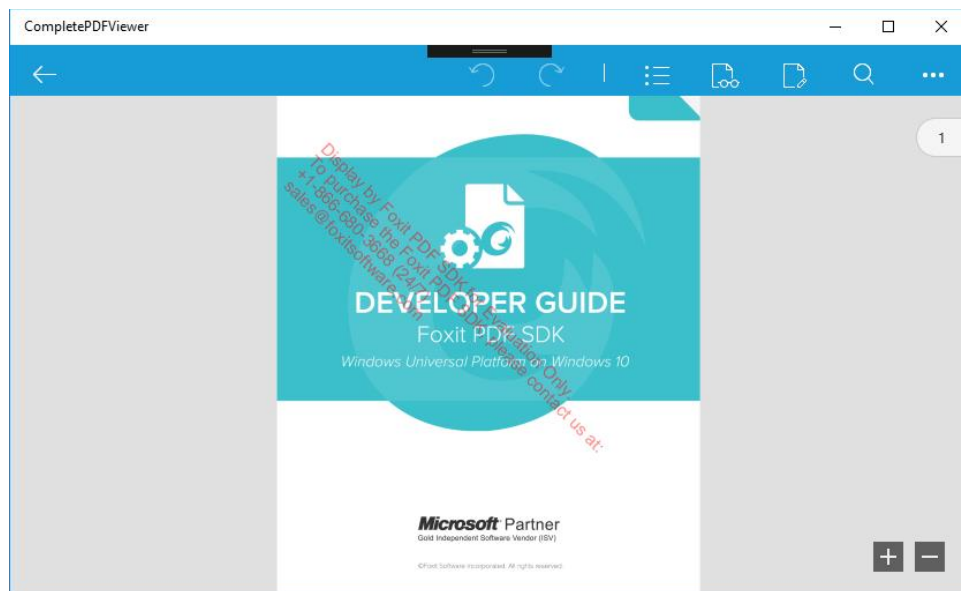 CompletePDFViewer
1
Display by Foxit PDF SDK for Evaluation Only.
To purchase the Foxit PDF SDK, please contact us at:
+1-866-680-3668 (24/7)
sales@foxitsoftware.com
DEVELOPER GUIDE
Foxit PDF SDK
Windows Universal Platform on Windows 10
Microsoft Partner
Gold Independent Software Vendor (ISV)
©Foxit Software Incorporated. All rights reserved.